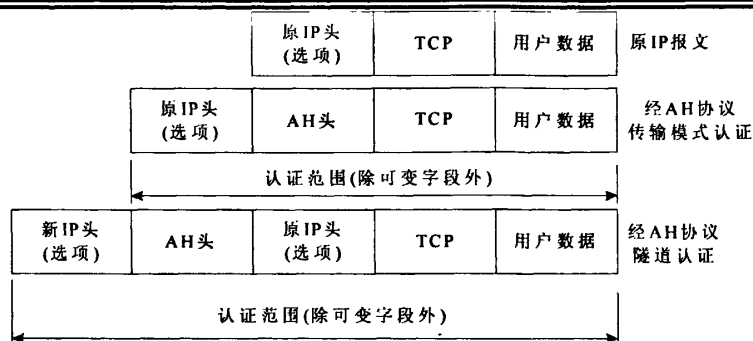 原IP头
(选项)
TCP
用户数据
原IP报文
原IP头
(选项)
AH头
TCP
用户数据
经AH协议
传输模式认证
认证范围(除可变字段外)
新IP头
(选项)
AH头
原IP头
(选项)
TCP
用户数据
经AH协议
隧道认证
认证范围(除可变字段外)